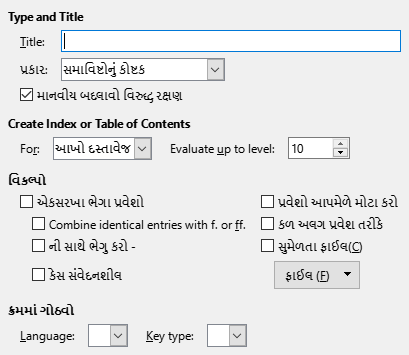 Type and Title
Title:
પ્રકાર: સમાવિષ્ટોનું કોષ્ટક
માનવીય બદલાવો વિરુદ્ધ રક્ષણ
Create Index or Table of Contents
For: આખો દસ્તાવેજ Evaluate up to level: 10
વિકલ્પો
એકસરખા ભેગા પ્રવેશો પ્રવેશો આપમેળે મોટા કરો
Combine identical entries with f. or ff. કળ અલગ પ્રવેશ તરીકે
ની સાથે ભેગુ કરો - સુમેળતા ફાઈલ(C)
કેસ સંવેદનશીલ ફાઈલ (F)
ક્રમમાં ગોઠવો
Language: Key type: